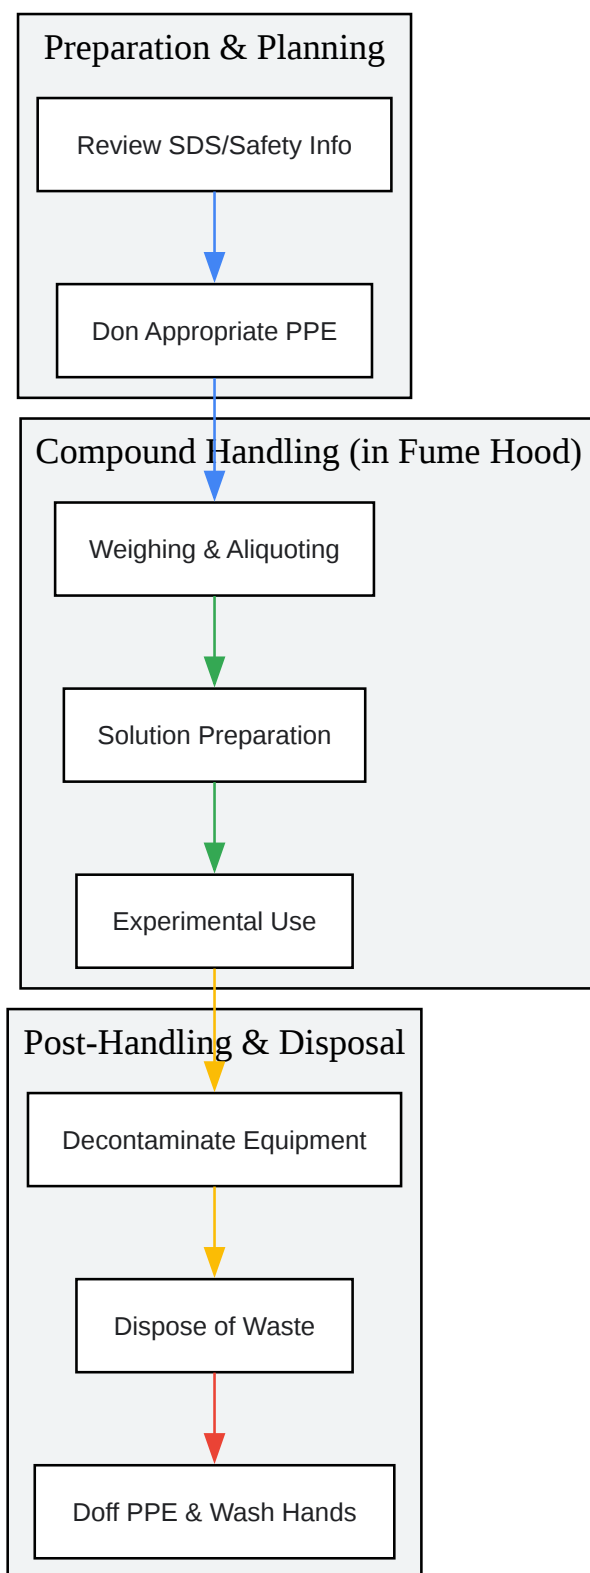 Preparation & Planning
Review SDS/Safety Info
Don Appropriate PPE
Compound Handling (in Fume Hood)
Weighing & Aliquoting
Solution Preparation
Experimental Use
Post-Handling & Disposal
Decontaminate Equipment
Dispose of Waste
Doff PPE & Wash Hands